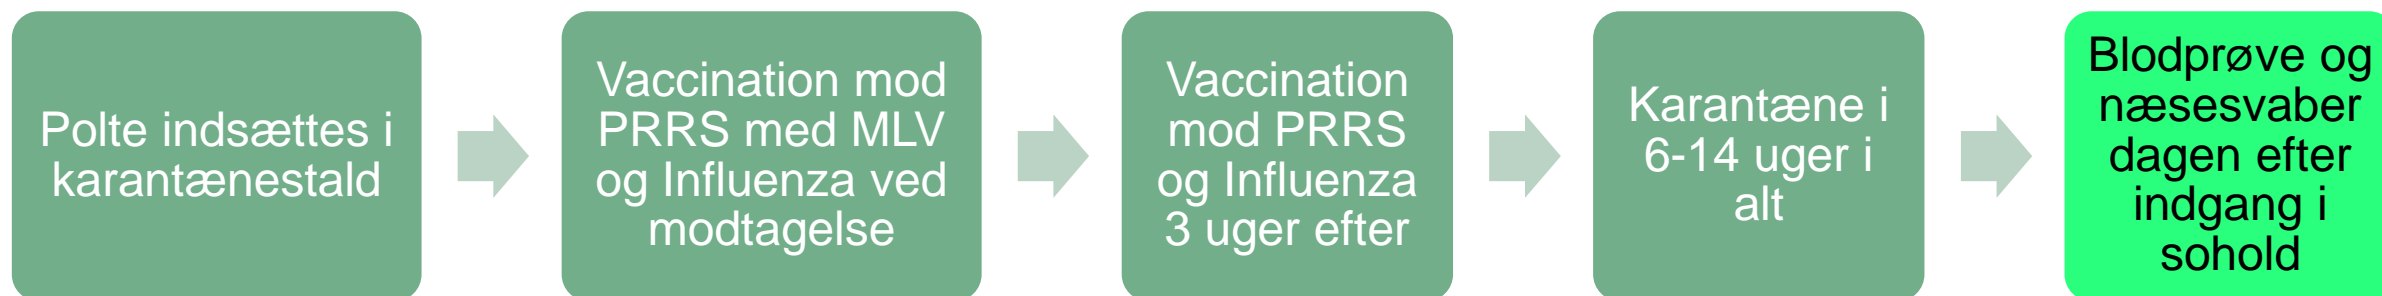 Polte indsættes i
karantænestald
Vaccination mod
PRRS med MLV
og Influenza ved
modtagelse
Vaccination
mod PRRS
og Influenza
3 uger efter
Karantæne i
6-14 uger i
alt
Blodprøve og
næsesvaber
dagen efter
indgang i
sohold